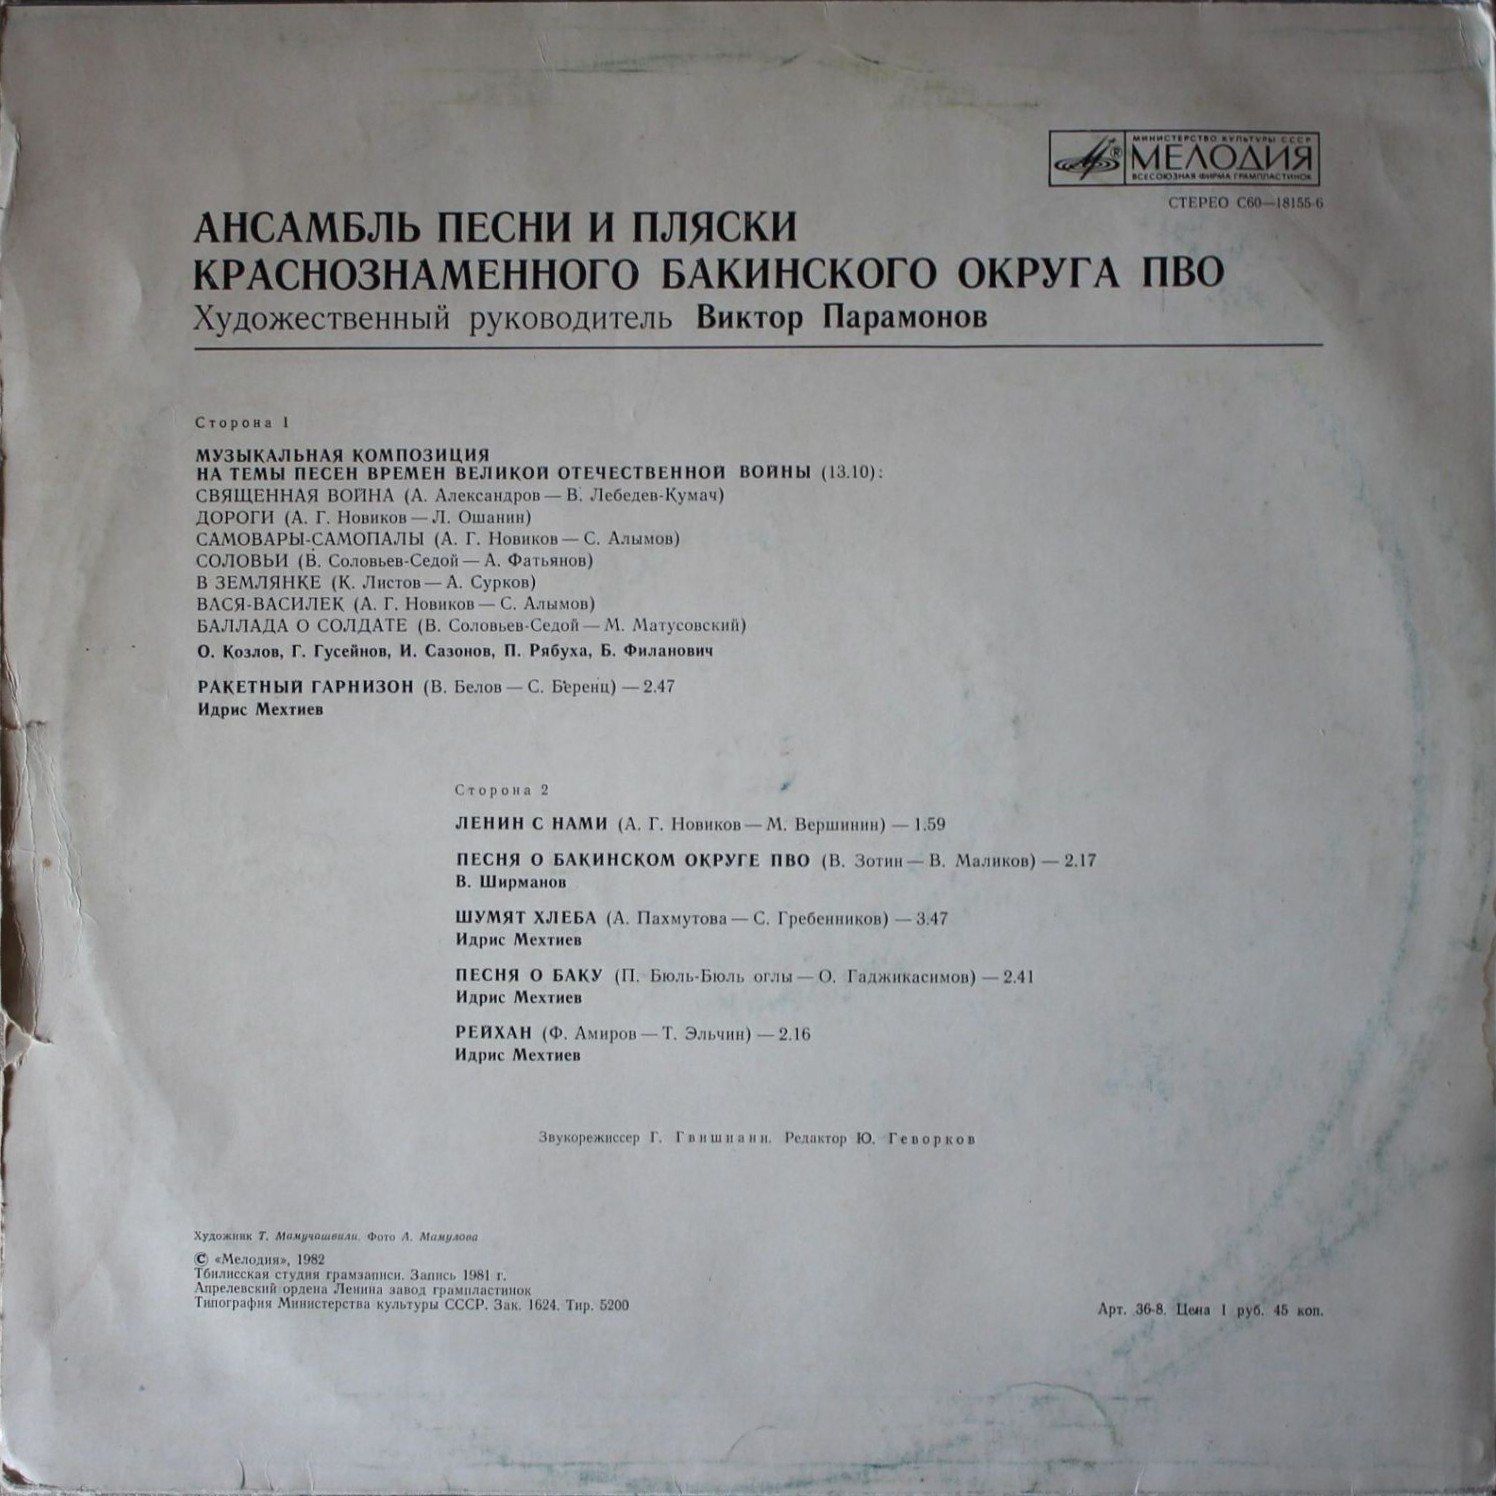 МИНИСТЕРСТВО КУЛЬТУРЫ СССР
МЕЛОДИЯ
ВСЕСОЮЗНАЯ ФИРМА ГРАМПЛАСТИНОК
СТЕРЕО С60—18155-6
АНСАМБЛЬ ПЕСНИ И ПЛЯСКИ
КРАСНОЗНАМЕННОГО БАКИНСКОГО ОКРУГА ПВО
Художественный руководитель Виктор Парамонов
Сторона 1
МУЗЫКАЛЬНАЯ КОМПОЗИЦИЯ
НА ТЕМЫ ПЕСЕН ВРЕМЕН ВЕЛИКОЙ ОТЕЧЕСТВЕННОЙ ВОЙНЫ (13.10):
СВЯЩЕННАЯ ВОЙНА (А. Александров — В. Лебедев-Кумач)
ДОРОГИ (А. Г. Новиков — Л. Ошанин)
САМОВАРЫ-САМОПАЛЫ (А. Г. Новиков — С. Алымов)
СОЛОВЬИ (В. Соловьев-Седой — А. Фатьянов)
В ЗЕМЛЯНКЕ (К. Листов — А. Сурков)
ВАСЯ-ВАСИЛЕК (А. Г. Новиков — С. Алымов)
БАЛЛАДА О СОЛДАТЕ (В. Соловьев-Седой — М. Матусовский)
О. Козлов, Г. Гусейнов, И. Сазонов, П. Рябуха, Б. Филанович
РАКЕТНЫЙ ГАРНИЗОН (В. Белов — С. Беренц) — 2.47
Идрис Мехтиев
Сторона 2
ЛЕНИН С НАМИ (А. Г. Новиков — М. Вершинин) — 1.59
ПЕСНЯ О БАКИНСКОМ ОКРУГЕ ПВО (В. Зотин — В. Маликов) — 2.17
В. Ширманов
ШУМЯТ ХЛЕБА (А. Пахмутова — С. Гребенников) — 3.47
Идрис Мехтиев
ПЕСНЯ О БАКУ (П. Бюль-Бюль оглы — О. Гаджикасимов) — 2.41
Идрис Мехтиев
РЕЙХАН (Ф. Амиров — Т. Эльчин) — 2.16
Идрис Мехтиев
Звукорежиссер Г. Гвишиани. Редактор Ю. Геворков
Художник Т. Мамучашвили. Фото А. Мамулова
© «Мелодия», 1982
Тбилисская студия грамзаписи. Запись 1981 г.
Апрелевский ордена Ленина завод грампластинок
Типография Министерства культуры СССР. Зак. 1624. Тир. 5200
Арт. 36-8. Цена 1 руб. 45 коп.